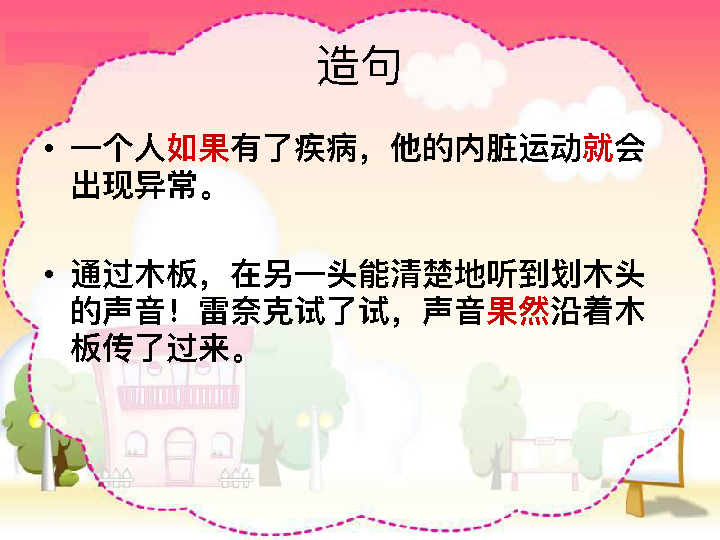 造句
• 一个人如果有了疾病，他的内脏运动就会
出现异常。
• 通过木板，在另一头能清楚地听到划木头
的声音！雷奈克试了试，声音果然沿着木
板传了过来。